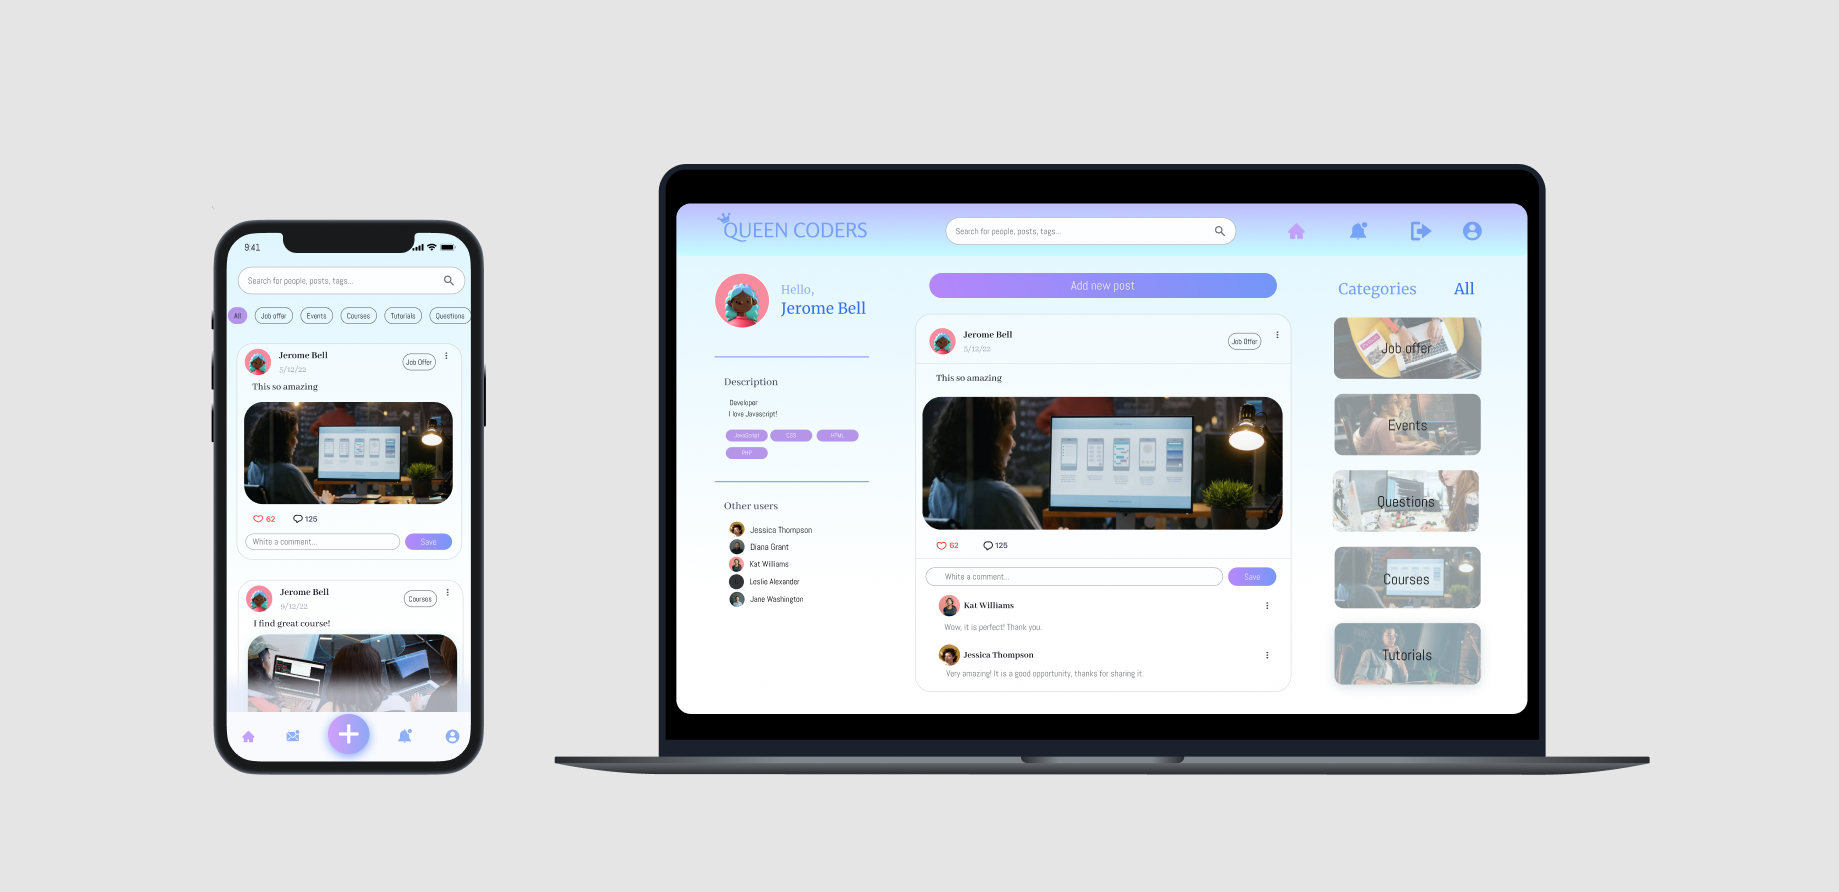 9:41
Search for people, posts, tags...
All
Job offer
Events
Courses
Tutorials
Questions
Jerome Bell
5/12/22
Job Offer
This so amazing
62
125
White a comment...
Save
Jerome Bell
9/12/22
Courses
I find great course!
QUEEN CODERS
Search for people, posts, tags...
Hello,
Jerome Bell
Description
Developer
I love Javascript!
JavaScript
CSS
HTML
PHP
Other users
Jessica Thompson
Diana Grant
Kat Williams
Leslie Alexander
Jane Washington
Add new post
Jerome Bell
5/12/22
Job Offer
This so amazing
62
125
White a comment...
Save
Kat Williams
Wow, it is perfect! Thank you.
Jessica Thompson
Very amazing! It is a good opportunity, thanks for sharing it.
Categories
All
Job offer
Events
Questions
Courses
Tutorials